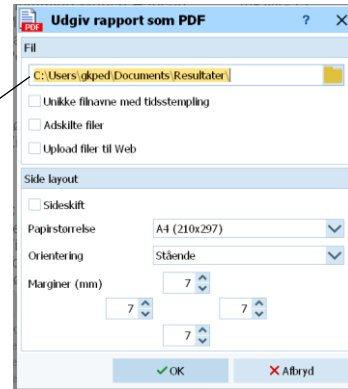 PDF
Udgiv rapport som PDF ? X
Fil
C:\Users\gkped\Documents\Resultater\
Unikke filnavne med tidsstempling
Adskilte filer
Upload filer til Web
Side layout
Sideskift
Papirstørrelse A4 (210x297)
Orientering Stående
Marginer (mm) 7
7 7
7
OK Afbryd